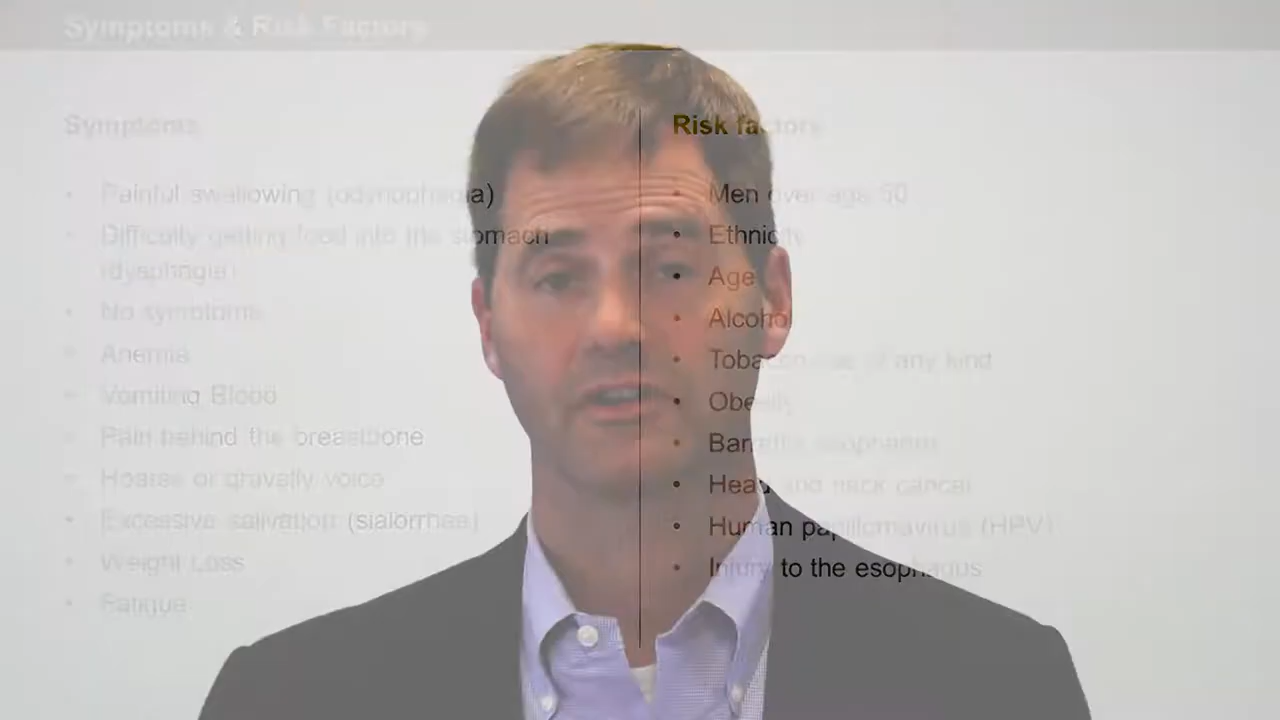 Symptoms & Risk Factors
Symptoms
• Painful swallowing (odynophagia)
• Difficulty getting food into the stomach
(dysphagia)
• No symptoms
• Anemia
• Vomiting Blood
• Pain behind the breastbone
• Hoarse or gravelly voice
• Excessive salivation (sialorrhea)
• Weight Loss
• Fatigue
Risk factors
• Men over age 50
• Ethnicity
• Age
• Alcohol
• Tobacco use of any kind
• Obesity
• Barrett's esophagus
• Head and neck cancer
• Human papillomavirus (HPV)
• Injury to the esophagus